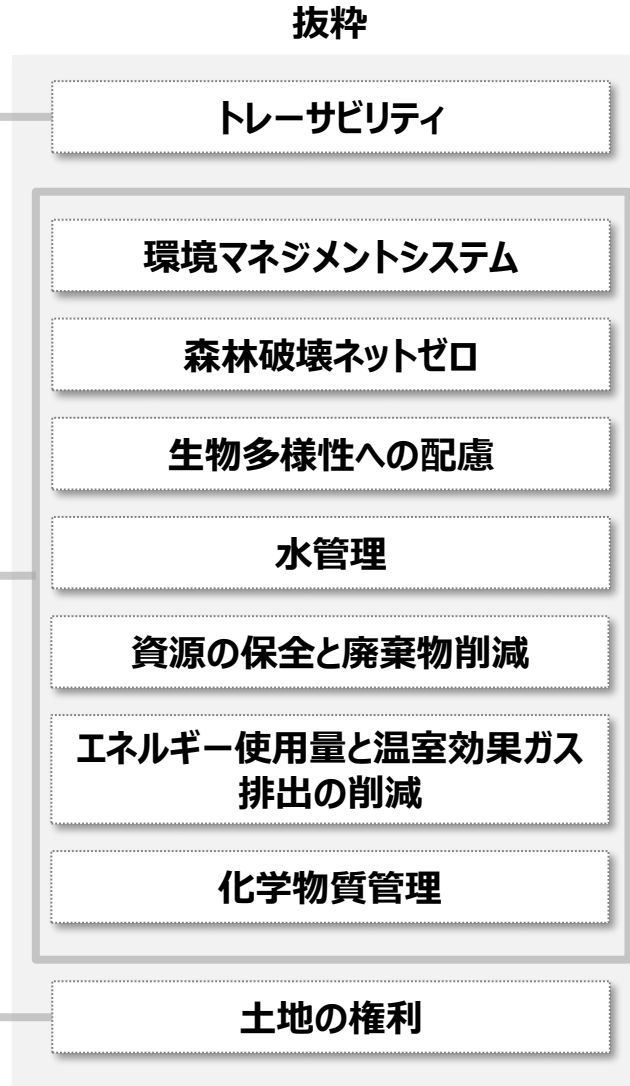 抜粋
トレーサビリティ
環境マネジメントシステム
森林破壊ネットゼロ
生物多様性への配慮
水管理
資源の保全と廃棄物削減
エネルギー使用量と温室効果ガス
排出の削減
化学物質管理
土地の権利